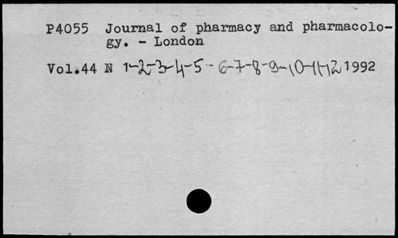 P4055 Journal of pharmacy and pharmacolo-
gy. - London
Vol.44 N 1-2-3-4-5-6-7-8-9-10-11-12 1992